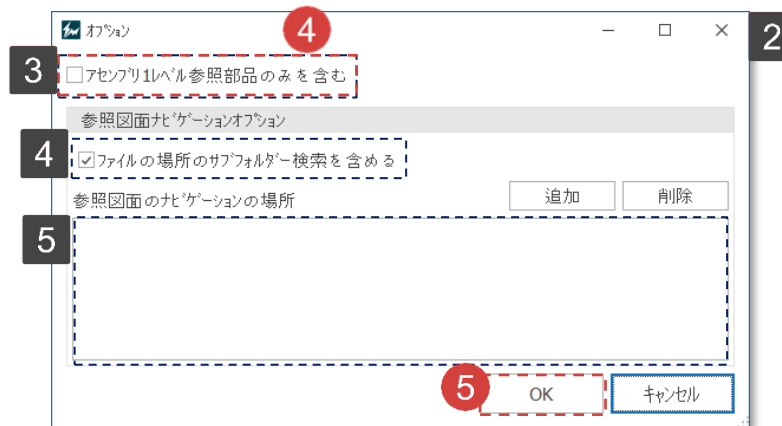 オプション
4
2
3
アセンブリ1レベル参照部品のみを含む
参照図面ナビゲーションオプション
4
ファイルの場所のサブフォルダー検索を含める
参照図面のナビゲーションの場所
追加
削除
5
5
OK
キャンセル